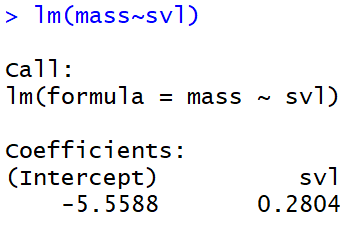 > lm(mass~svl)
Call:
lm(formula = mass ~ svl)
Coefficients:
(Intercept) svl
-5.5588 0.2804